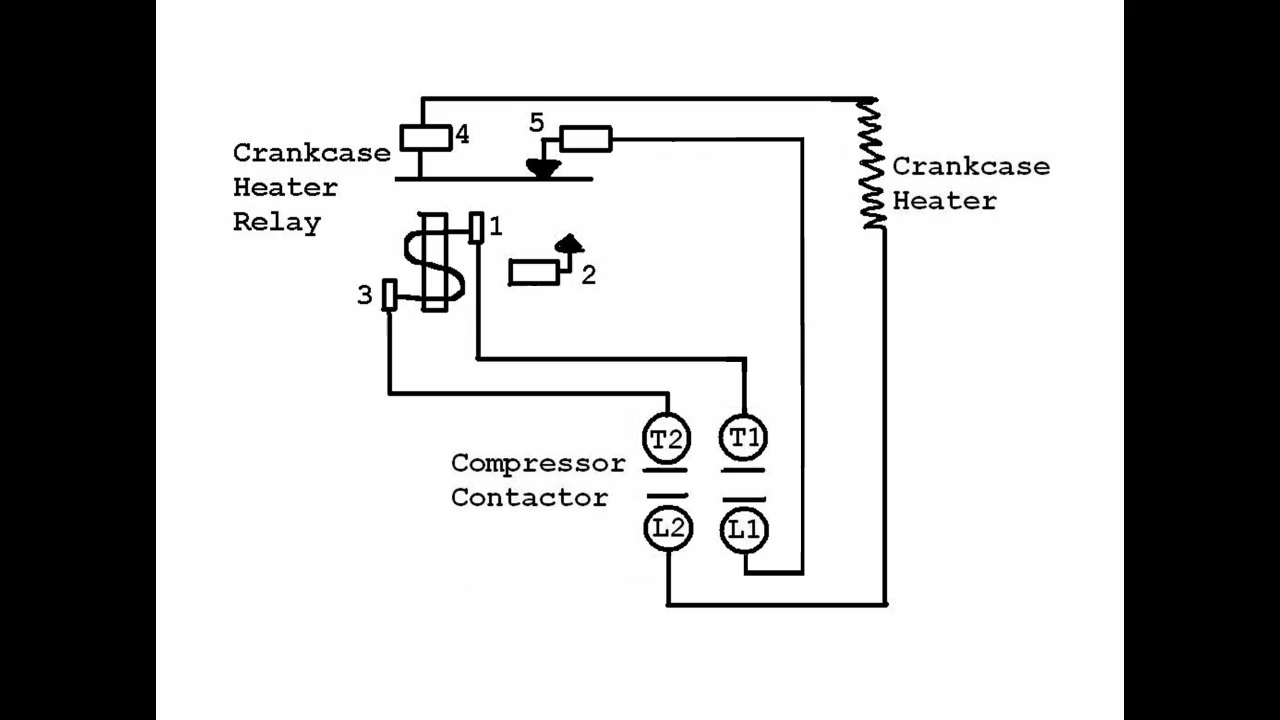 4
5
Crankcase
Heater
Relay
Crankcase
Heater
1
2
3
T2
T1
Compressor
Contactor
L2
L1